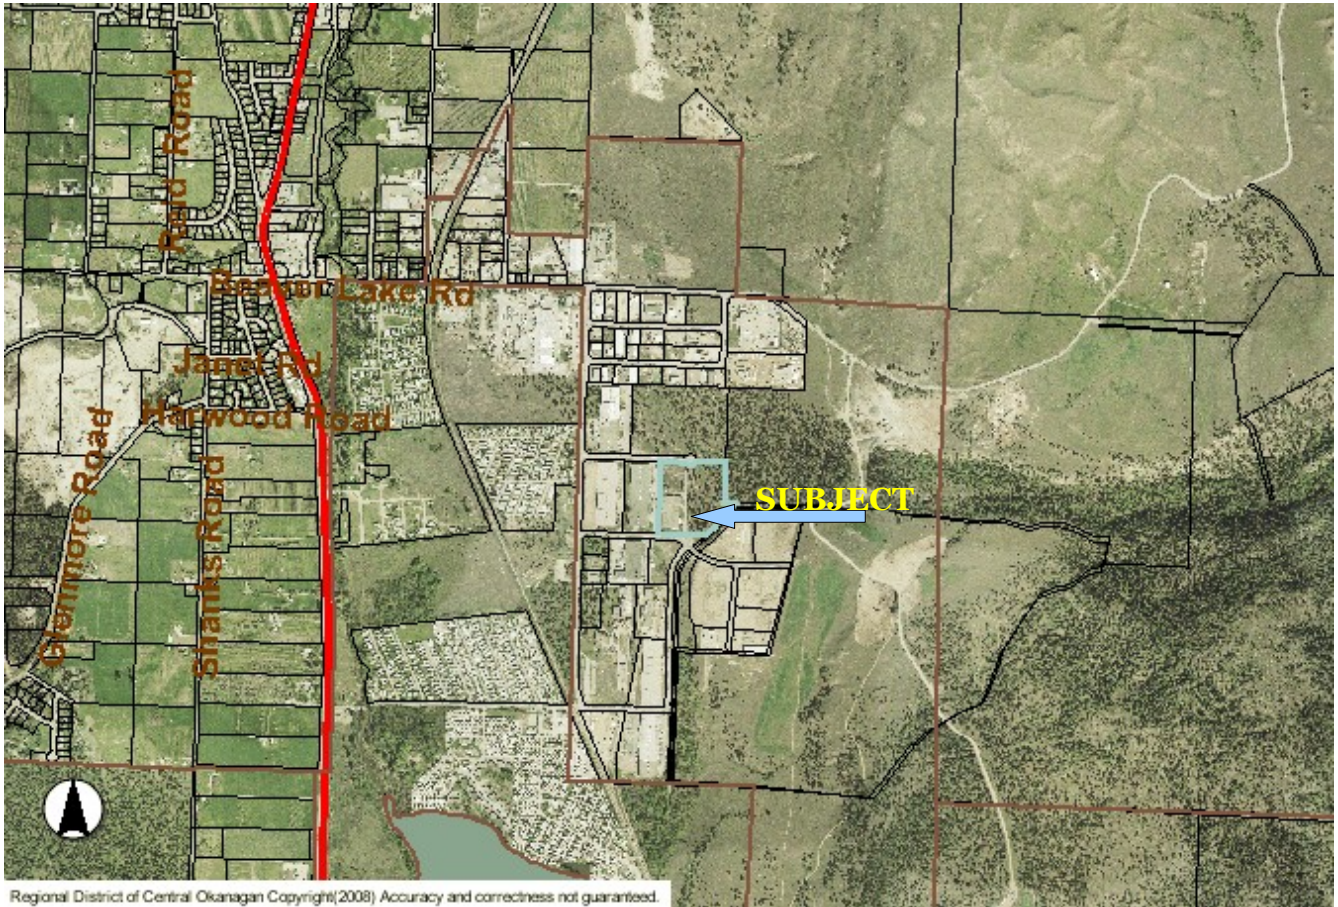 Reid Road
Beaver Lake Rd
Janet Rd
Harwood Road
Glenmore Road
Shanks Road
SUBJECT
Regional District of Central Okanagan Copyright(2008) Accuracy and correctness not guaranteed.